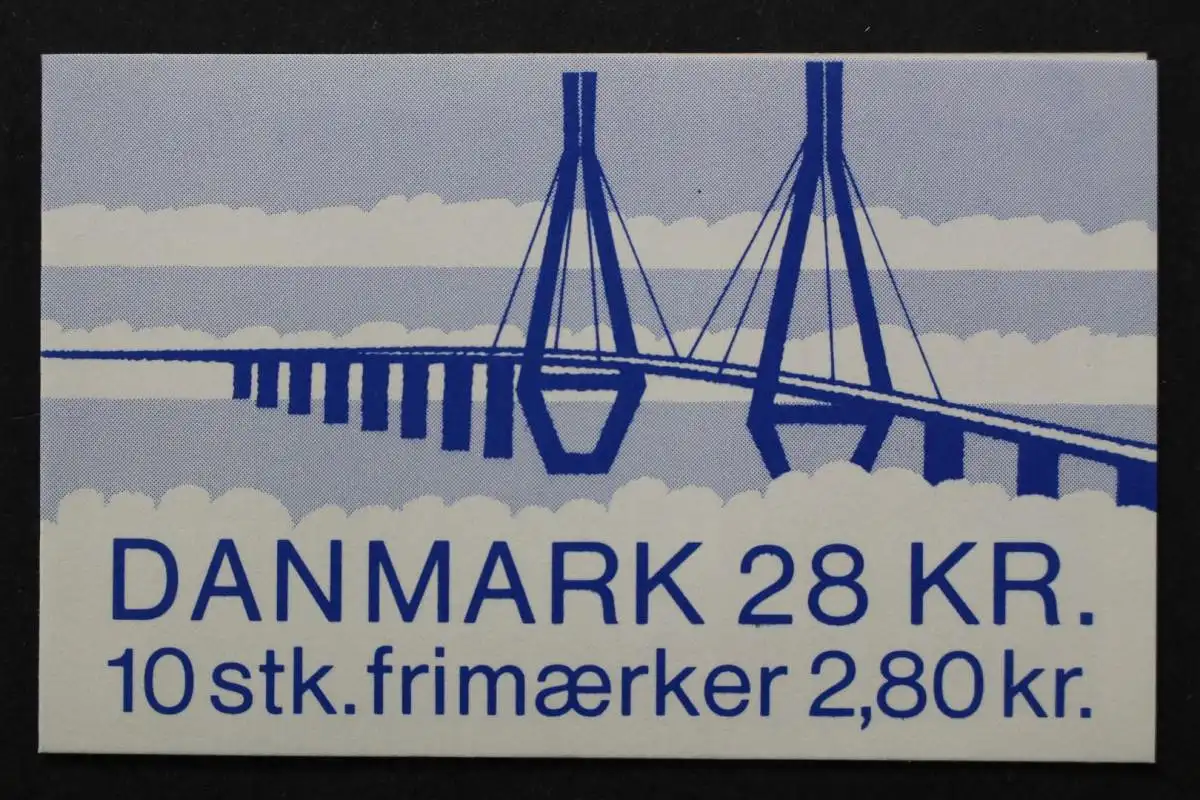 DANMARK 28 KR.
10 stk. frimærker 2,80 kr.